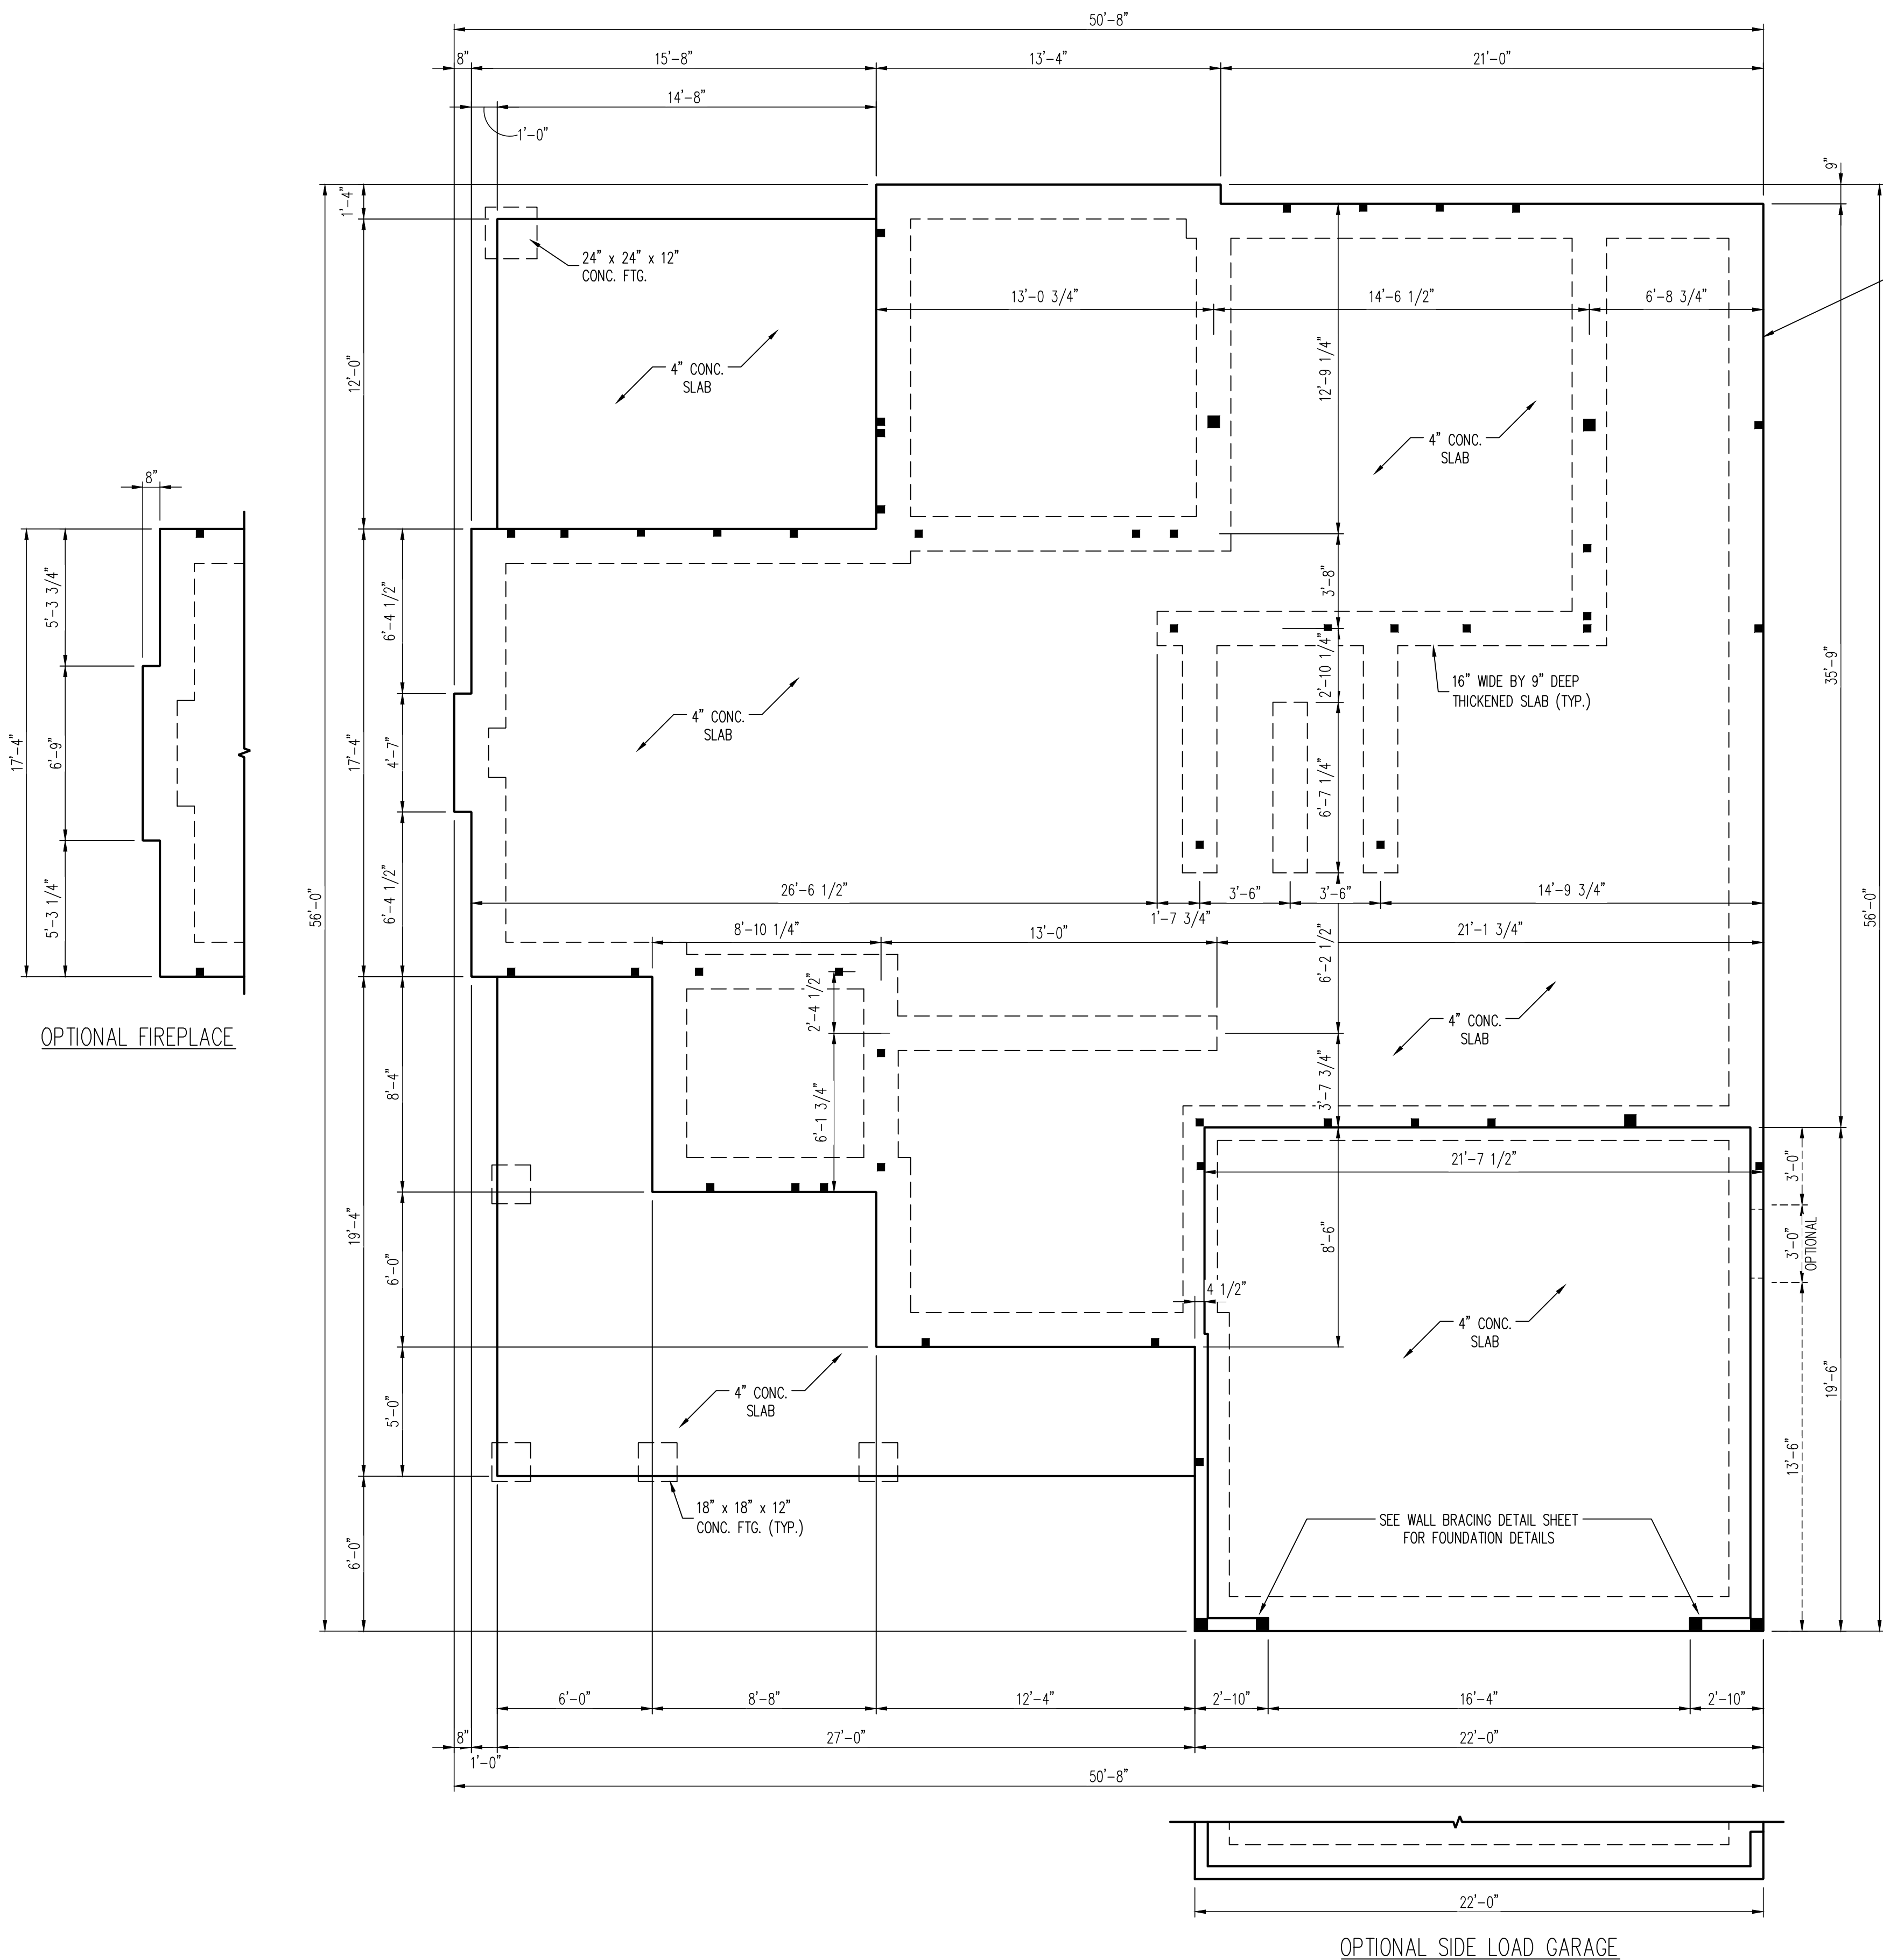 50'-8"
8"
15'-8"
13'-4"
21'-0"
14'-8"
1'-0"
9"
1'-4"
24" x 24" x 12"
CONC. FTG.
13'-0 3/4"
14'-6 1/2"
6'-8 3/4"
12'-0"
4" CONC.
SLAB
12'-9 1/4"
4" CONC.
SLAB
8"
5'-3 3/4"
6'-9"
5'-3 1/4"
17'-4"
OPTIONAL FIREPLACE
56'-0"
17'-4"
6'-4 1/2"
4'-7"
6'-4 1/2"
3'-8"
2'-10 1/4"
16" WIDE BY 9" DEEP
THICKENED SLAB (TYP.)
35'-9"
4" CONC.
SLAB
6'-7 1/4"
26'-6 1/2"
1'-7 3/4"
3'-6"
3'-6"
14'-9 3/4"
56'-0"
8'-10 1/4"
13'-0"
21'-1 3/4"
6'-2 1/2"
2'-4 1/2"
4" CONC.
SLAB
8'-4"
6'-1 3/4"
3'-7 3/4"
21'-7 1/2"
3'-0"
19'-4"
6'-0"
8'-6"
3'-0"
OPTIONAL
4 1/2"
4" CONC.
SLAB
5'-0"
4" CONC.
SLAB
19'-6"
13'-6"
18" x 18" x 12"
CONC. FTG. (TYP.)
SEE WALL BRACING DETAIL SHEET
FOR FOUNDATION DETAILS
6'-0"
6'-0"
8'-8"
12'-4"
2'-10"
16'-4"
2'-10"
8"
1'-0"
27'-0"
22'-0"
50'-8"
22'-0"
OPTIONAL SIDE LOAD GARAGE